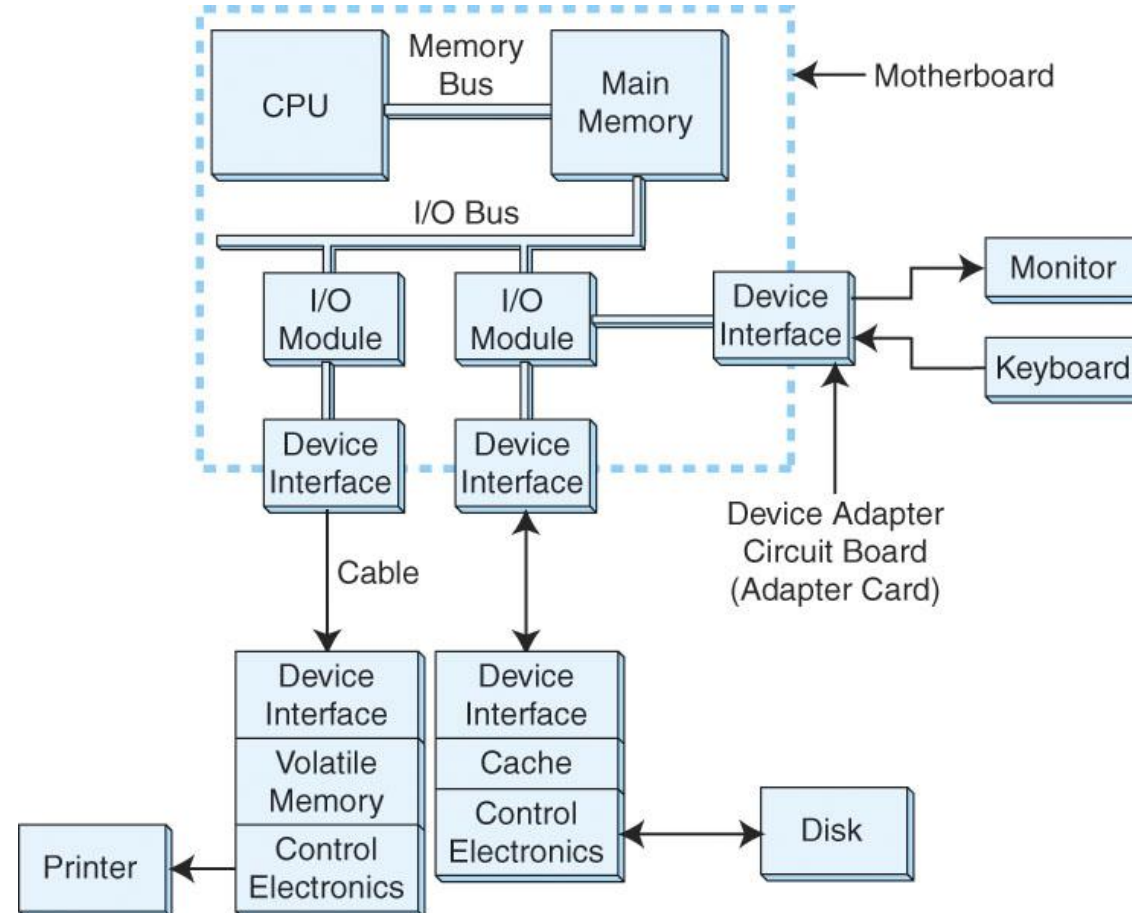 CPU
Memory
Bus
Main
Memory
Motherboard
I/O Bus
I/O
Module
I/O
Module
Device
Interface
Monitor
Keyboard
Device
Interface
Device
Interface
Device Adapter
Circuit Board
(Adapter Card)
Cable
Device
Interface
Volatile
Memory
Control
Electronics
Device
Interface
Cache
Control
Electronics
Disk
Printer